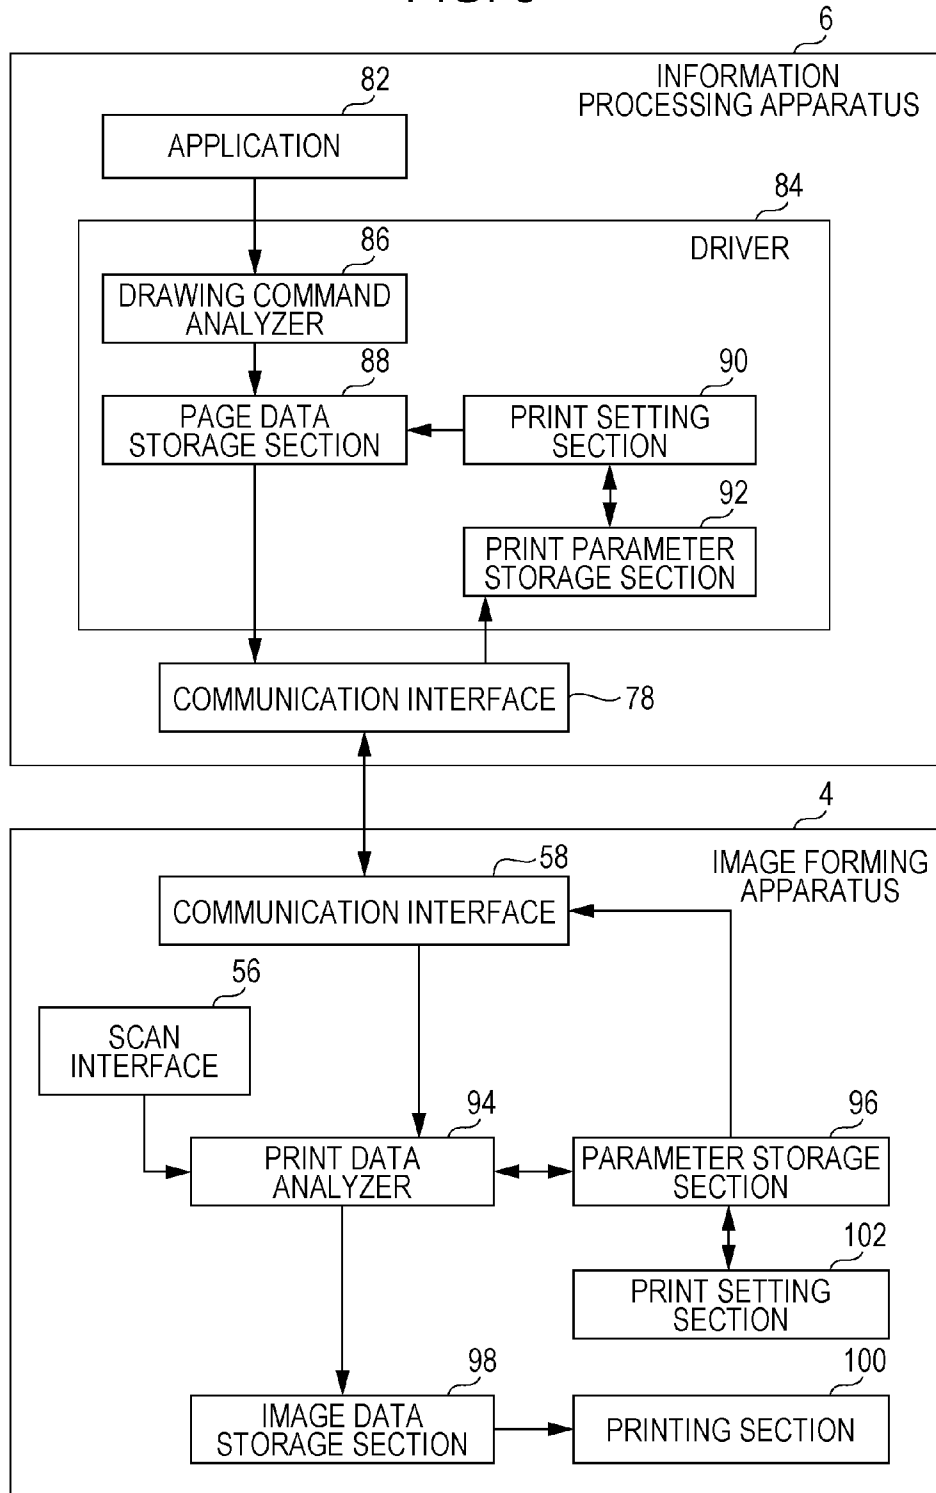 6
INFORMATION
PROCESSING APPARATUS
82
APPLICATION
84
DRIVER
86
DRAWING COMMAND
ANALYZER
88
PAGE DATA
STORAGE SECTION
90
PRINT SETTING
SECTION
92
PRINT PARAMETER
STORAGE SECTION
COMMUNICATION INTERFACE
78
4
IMAGE FORMING
APPARATUS
58
COMMUNICATION INTERFACE
56
SCAN
INTERFACE
94
PRINT DATA
ANALYZER
96
PARAMETER STORAGE
SECTION
102
PRINT SETTING
SECTION
98
IMAGE DATA
STORAGE SECTION
100
PRINTING SECTION